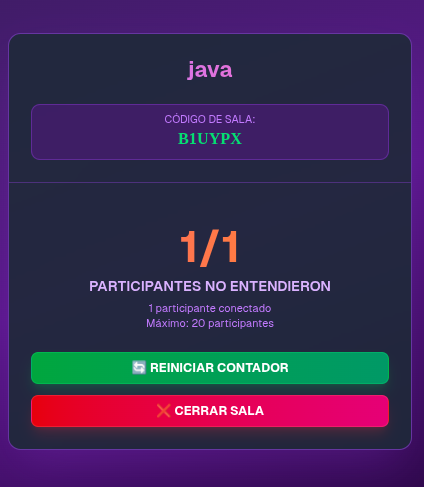 java
CÓDIGO DE SALA:
B1UYPX
1/1
PARTICIPANTES NO ENTENDIERON
1 participante conectado
Máximo: 20 participantes
🔄 REINICIAR CONTADOR
❌ CERRAR SALA